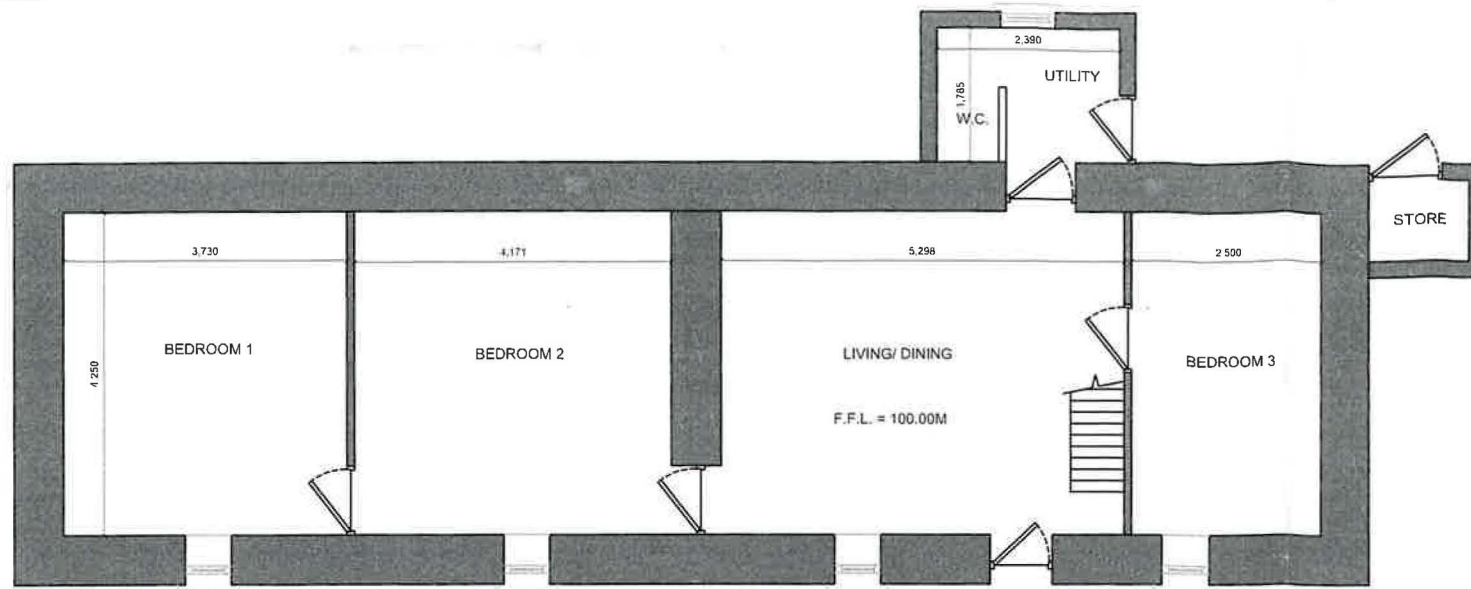 2,390
UTILITY
1,785
W.C.
STORE
3,730
4,171
5,298
2 500
BEDROOM 1
BEDROOM 2
LIVING/ DINING
BEDROOM 3
4 250
F.F.L. = 100.00M